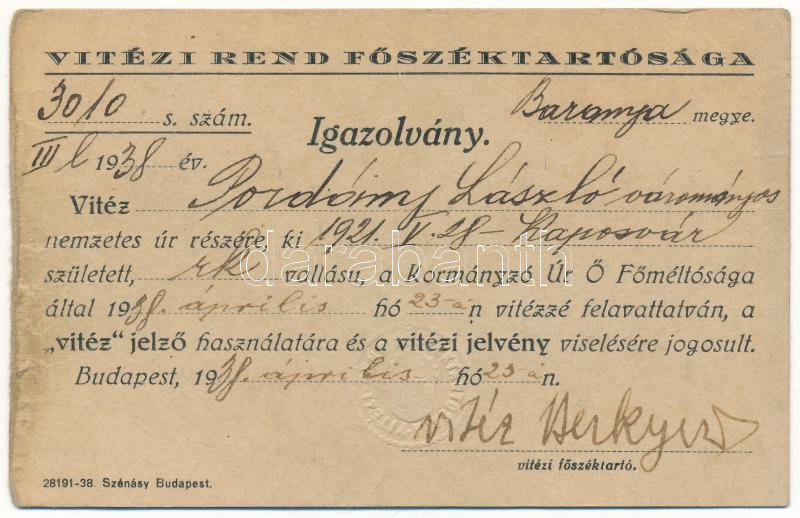 VITÉZI REND FŐSZÉKTARTÓSÁGA
3010 s. szám. Baranya megye.
III l 1938 év.
Igazolvány.
Vitéz Pordány László várományos
nemzetes úr részére, ki 1921. V. 28 - Kaposvár
született, rk vallásu, a Kormányzó Úr Ő Főméltósága
által 1938. április hó 23-án vitézzé felavattatván, a
„vitéz” jelző használatára és a vitézi jelvény viselésére jogosult.
Budapest, 1938. április hó 23 án.
vitéz
vitézi főszéktartó.
28191-38. Szénásy Budapest.
darabanth